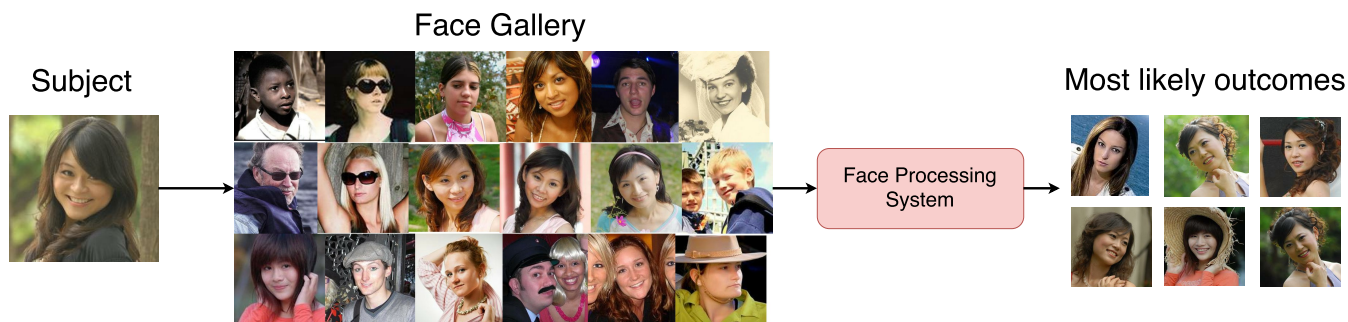 Face Gallery
Subject
Most likely outcomes
Face Processing
System